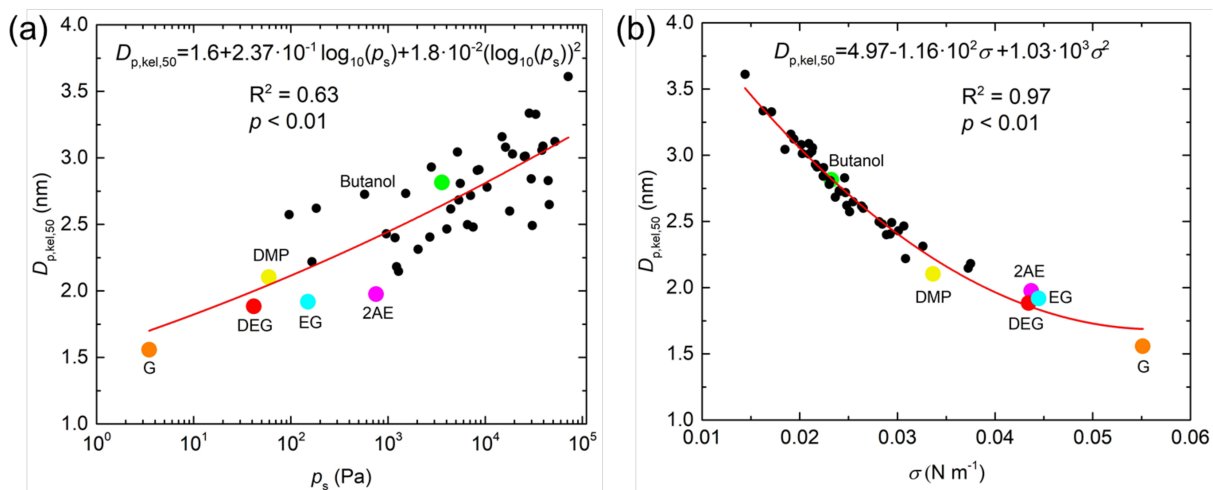 (a)
D_p,kel,50=1.6+2.37·10⁻¹ log₁₀(pₛ)+1.8·10⁻²(log₁₀(pₛ))²
R² = 0.63
p < 0.01
Butanol
DMP
DEG
EG
2AE
G
4.0
3.5
3.0
2.5
2.0
1.5
1.0
D_p,kel,50 (nm)
10⁰ 10¹ 10² 10³ 10⁴ 10⁵
pₛ (Pa)
(b)
D_p,kel,50=4.97-1.16·10² σ+1.03·10³σ²
R² = 0.97
p < 0.01
Butanol
DMP
2AE
EG
DEG
G
4.0
3.5
3.0
2.5
2.0
1.5
1.0
D_p,kel,50 (nm)
0.01 0.02 0.03 0.04 0.05 0.06
σ (N m⁻¹)